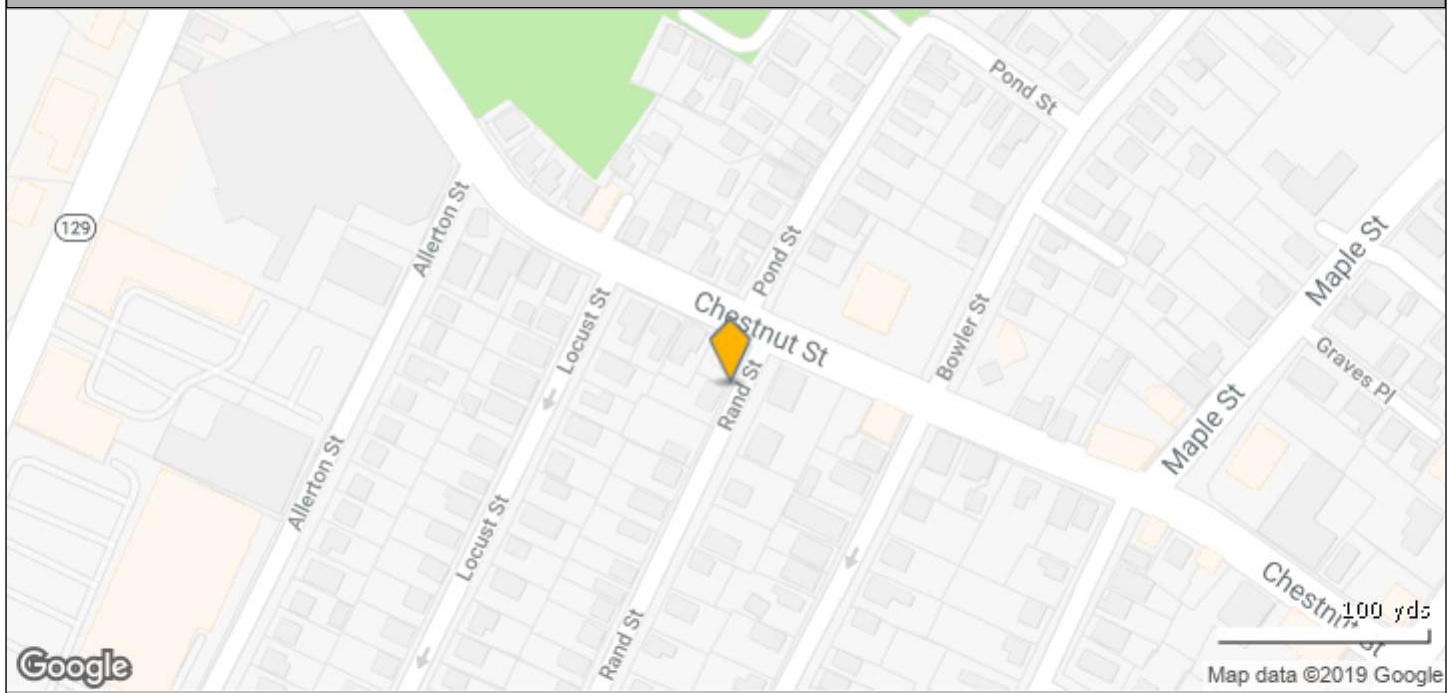 Pond St
129
Allerton St
Pond St
Maple St
Chestnut St
Locust St
Bowler St
Graves Pl
Rand St
Maple St
Allerton St
Locust St
Chestnut St
100 yds
Rand St
Google
Map data ©2019 Google